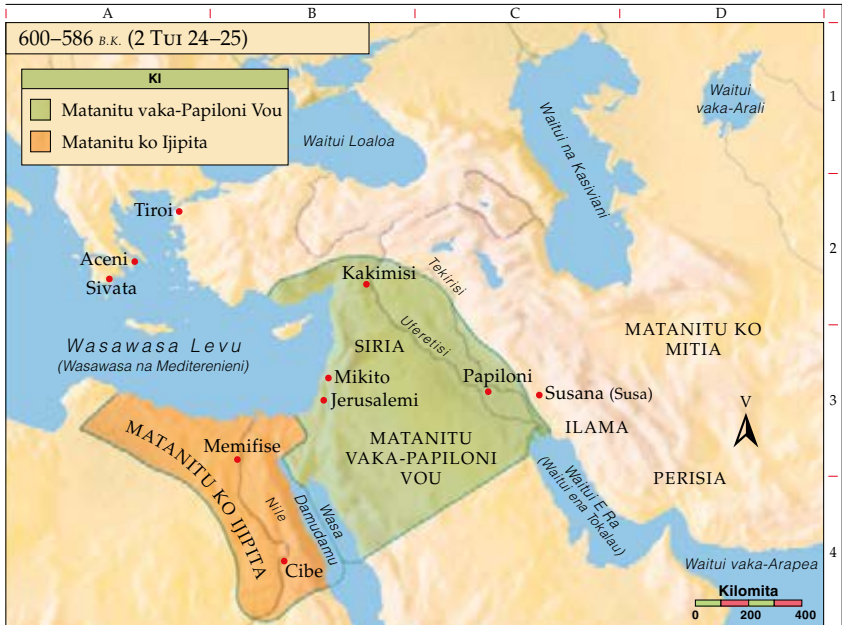 A B C D
600–586 B.K. (2 TUI 24–25)
KI
Matanitu vaka-Papiloni Vou
Matanitu ko Ijipita
1
2
3
4
Waitui Loaloa
Waitui na Kasiviani
Waitui vaka-Arali
Tiroi
Aceni
Sivata
Kakimisi
Tekirisi
Uferetisi
Wasawasa Levu
(Wasawasa na Mediterenieni)
SIRIA
MATANITU KO
MITIA
Mikito
Jerusalemi
Papiloni
Susana (Susa)
V
ILAMA
MATANITU
VAKA-PAPILONI
VOU
PERISIA
Memifise
MATANITU KO IJIPITA
Nile
Cibe
Wasa
Damudamu
Waitui E Ra
(Waitui ena Tokalau)
Waitui vaka-Arapea
Kilomita
0 200 400